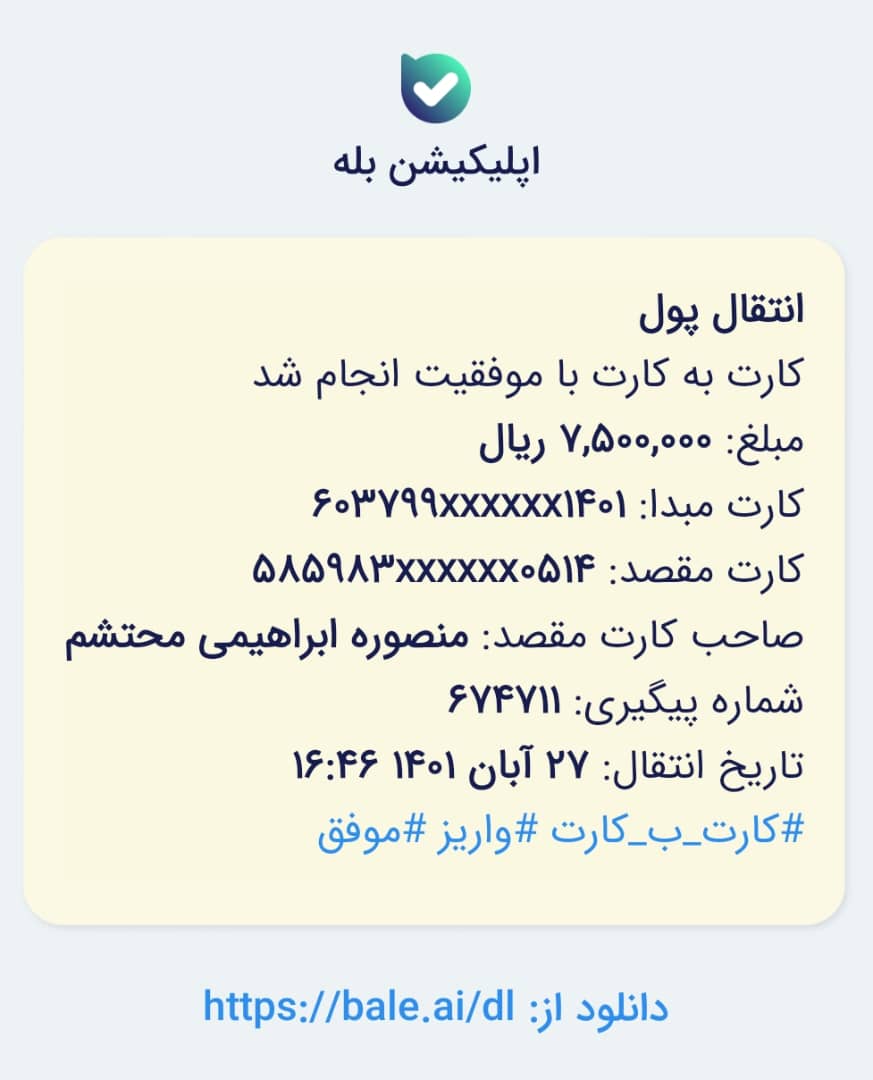 اپلیکیشن بله
انتقال پول
کارت به کارت با موفقیت انجام شد
مبلغ: ۷,۵۰۰,۰۰۰ ریال
کارت مبدا: ۶۰۳۷۹۹xxxxxx۱۴۰۱
کارت مقصد: ۵۸۵۹۸۳xxxxxx۰۵۱۴
صاحب کارت مقصد: منصوره ابراهیمی محتشم
شماره پیگیری: ۶۷۴۷۱۱
تاریخ انتقال: ۲۷ آبان ۱۴۰۱ ۱۶:۴۶
#کارت_ب_کارت #واریز #موفق
دانلود از: https://bale.ai/dl